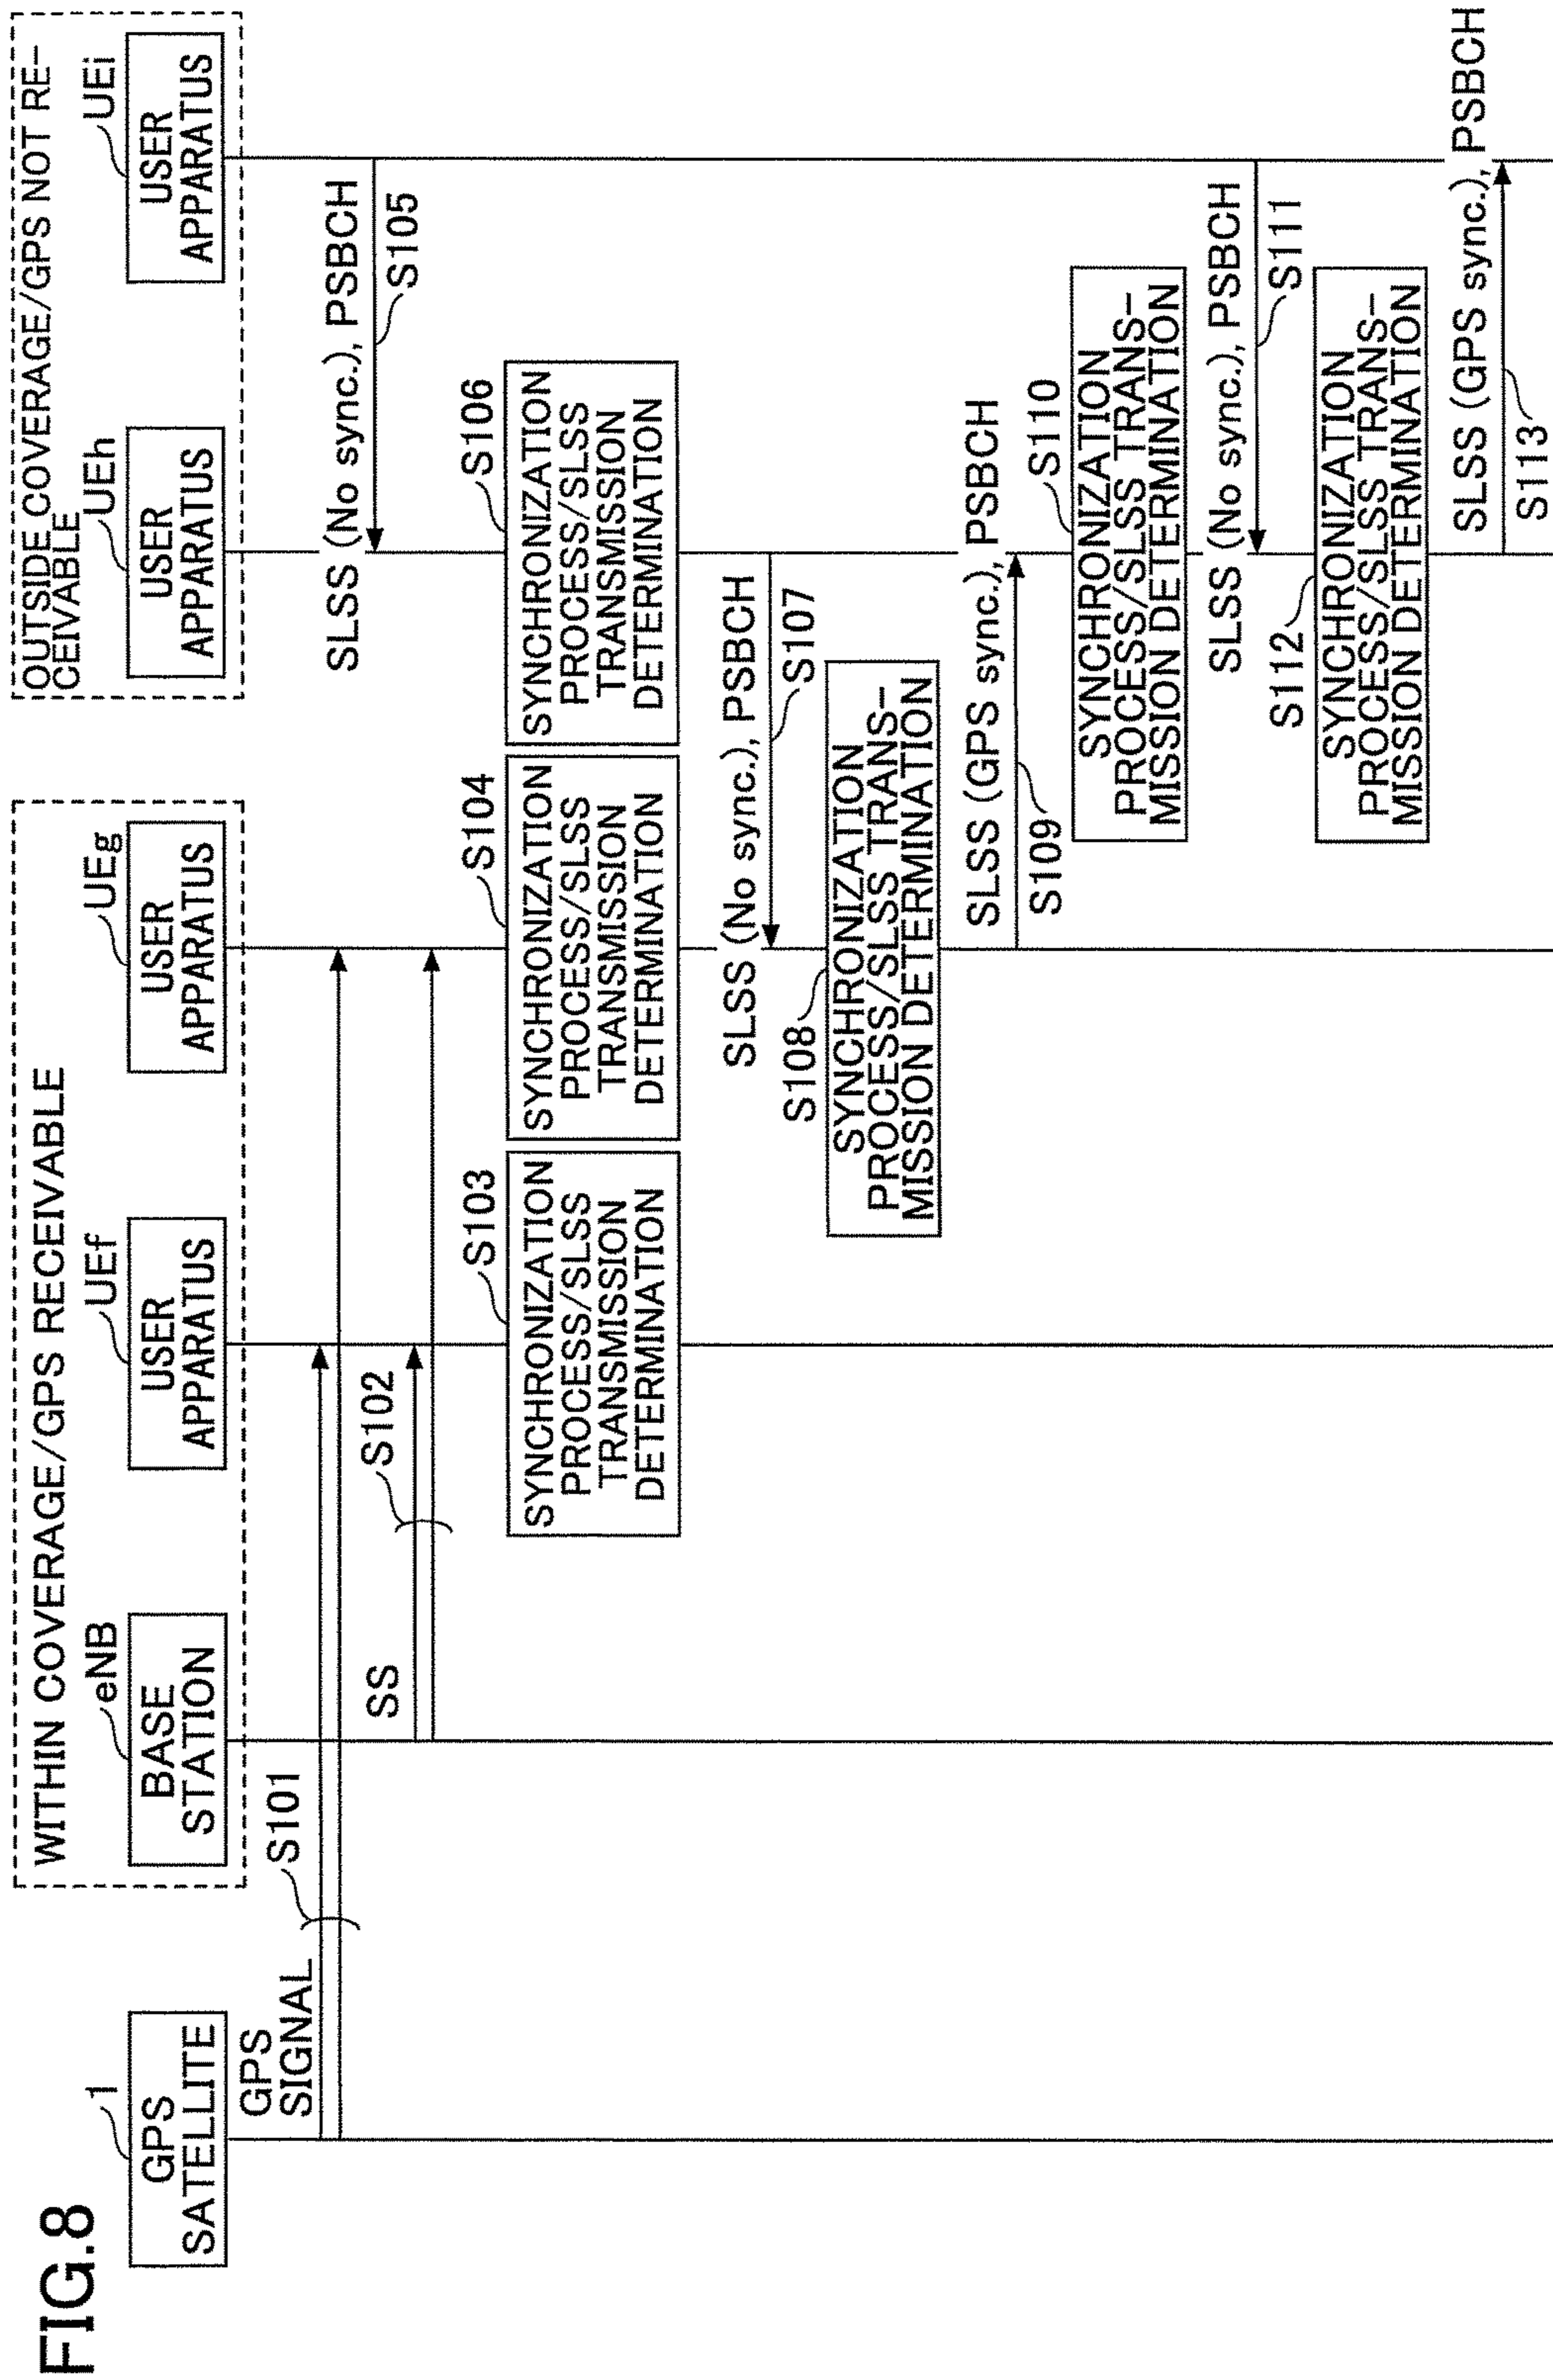 FIG.8
WITHIN COVERAGE/GPS RECEIVABLE
OUTSIDE COVERAGE/GPS NOT RE-
CEIVABLE
1
eNB
UEf
UEg
UEh
UEi
GPS
SATELLITE
BASE
STATION
USER
APPARATUS
USER
APPARATUS
USER
APPARATUS
USER
APPARATUS
GPS
SIGNAL
S101
SS
S102
SLSS (No sync.), PSBCH
S105
S103
SYNCHRONIZATION
PROCESS/SLSS
TRANSMISSION
DETERMINATION
S104
SYNCHRONIZATION
PROCESS/SLSS
TRANSMISSION
DETERMINATION
S106
SYNCHRONIZATION
PROCESS/SLSS
TRANSMISSION
DETERMINATION
SLSS (No sync.), PSBCH
S107
S108
SYNCHRONIZATION
PROCESS/SLSS TRANS-
MISSION DETERMINATION
SLSS (GPS sync.), PSBCH
S109
S110
SYNCHRONIZATION
PROCESS/SLSS TRANS-
MISSION DETERMINATION
SLSS (No sync.), PSBCH
S111
S112
SYNCHRONIZATION
PROCESS/SLSS TRANS-
MISSION DETERMINATION
SLSS (GPS sync.), PSBCH
S113